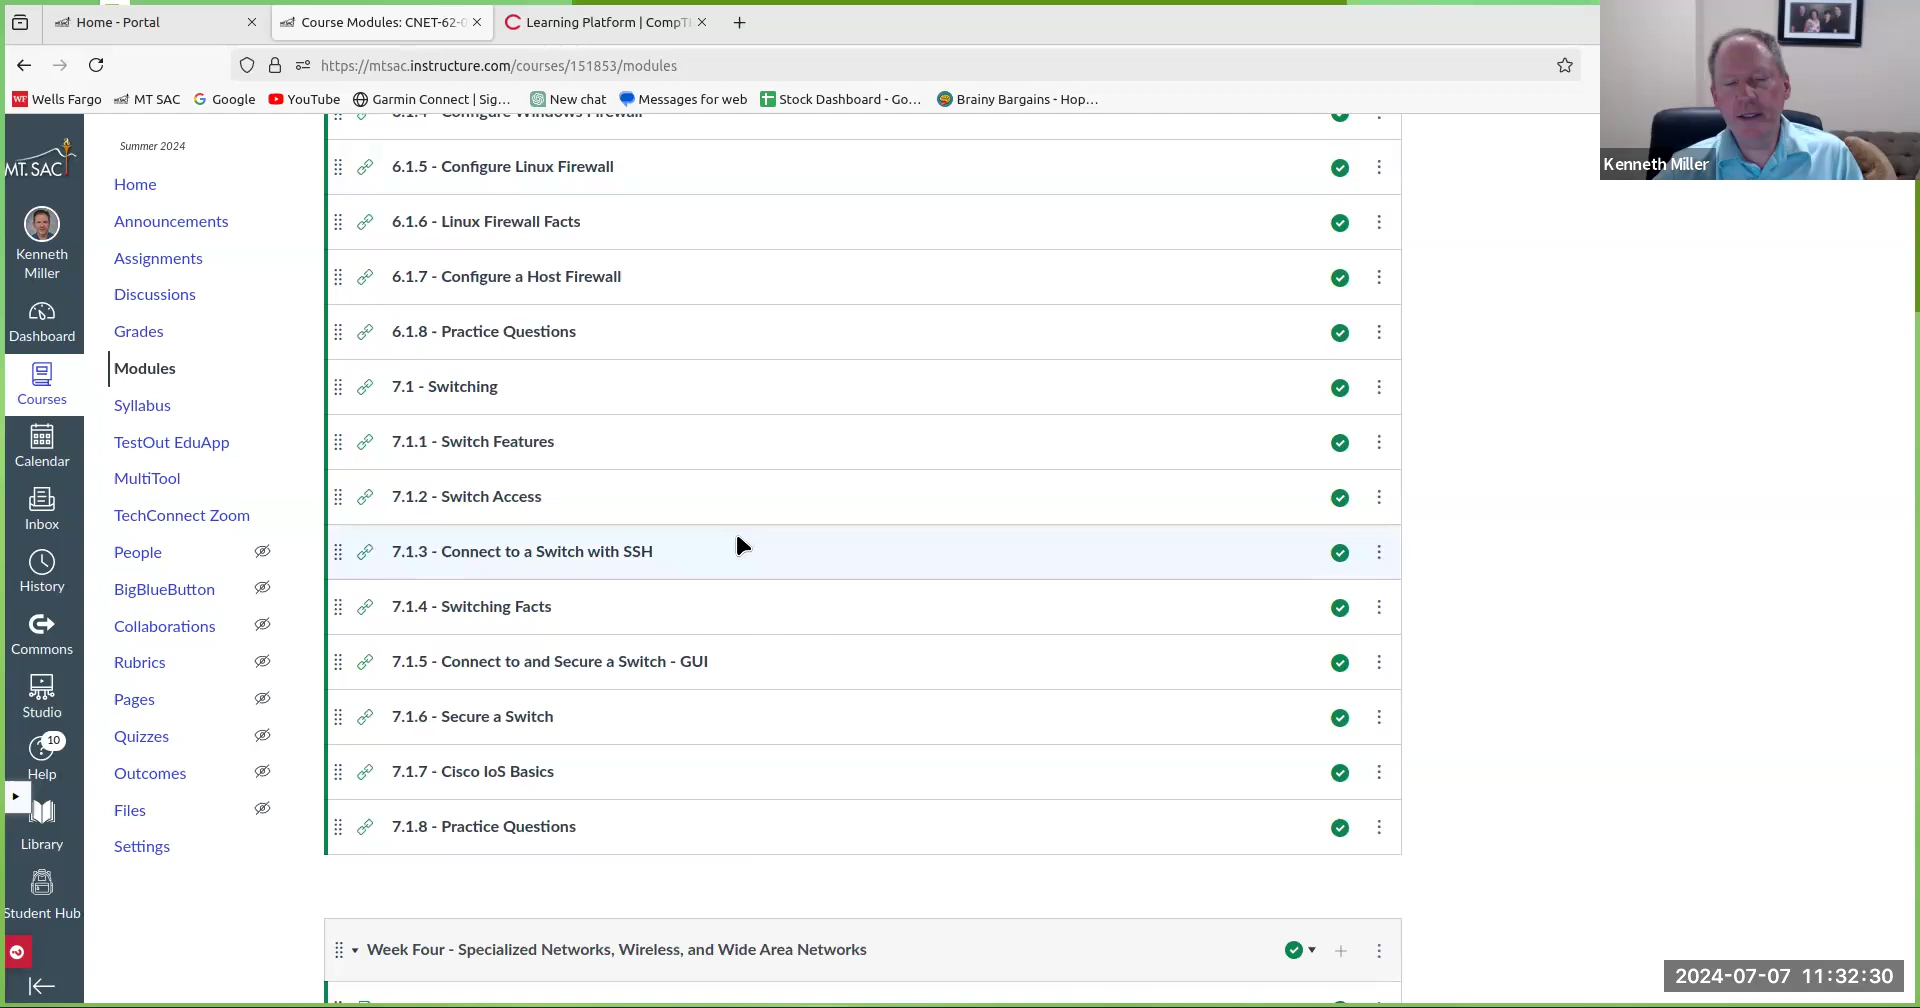 Home - Portal
Course Modules: CNET-62-0
Learning Platform | CompTI
https://mtsac.instructure.com/courses/151853/modules
Wells Fargo
MT SAC
Google
YouTube
Garmin Connect | Sig...
New chat
Messages for web
Stock Dashboard - Go...
Brainy Bargains - Hop...
Kenneth Miller
MT. SAC
Kenneth
Miller
Dashboard
Courses
Calendar
Inbox
History
Commons
Studio
10
Help
Library
Student Hub
Summer 2024
Home
Announcements
Assignments
Discussions
Grades
Modules
Syllabus
TestOut EduApp
MultiTool
TechConnect Zoom
People
BigBlueButton
Collaborations
Rubrics
Pages
Quizzes
Outcomes
Files
Settings
6.1.4 - Configure Windows Firewall
6.1.5 - Configure Linux Firewall
6.1.6 - Linux Firewall Facts
6.1.7 - Configure a Host Firewall
6.1.8 - Practice Questions
7.1 - Switching
7.1.1 - Switch Features
7.1.2 - Switch Access
7.1.3 - Connect to a Switch with SSH
7.1.4 - Switching Facts
7.1.5 - Connect to and Secure a Switch - GUI
7.1.6 - Secure a Switch
7.1.7 - Cisco IoS Basics
7.1.8 - Practice Questions
Week Four - Specialized Networks, Wireless, and Wide Area Networks
2024-07-07 11:32:30